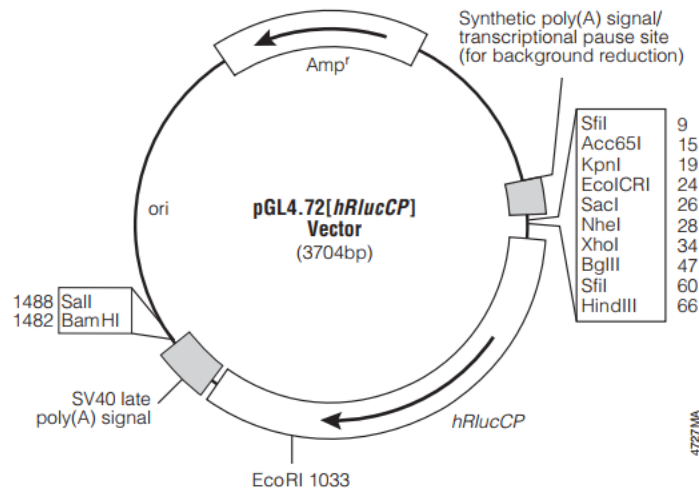 Synthetic poly(A) signal/
transcriptional pause site
(for background reduction)
Ampʳ
SfiI 9
Acc65I 15
KpnI 19
EcoICRI 24
SacI 26
NheI 28
XhoI 34
BglII 47
SfiI 60
HindIII 66
ori
pGL4.72[hRlucCP]
Vector
(3704bp)
1488 SalI
1482 BamHI
SV40 late
poly(A) signal
hRlucCP
EcoRI 1033
4727MA